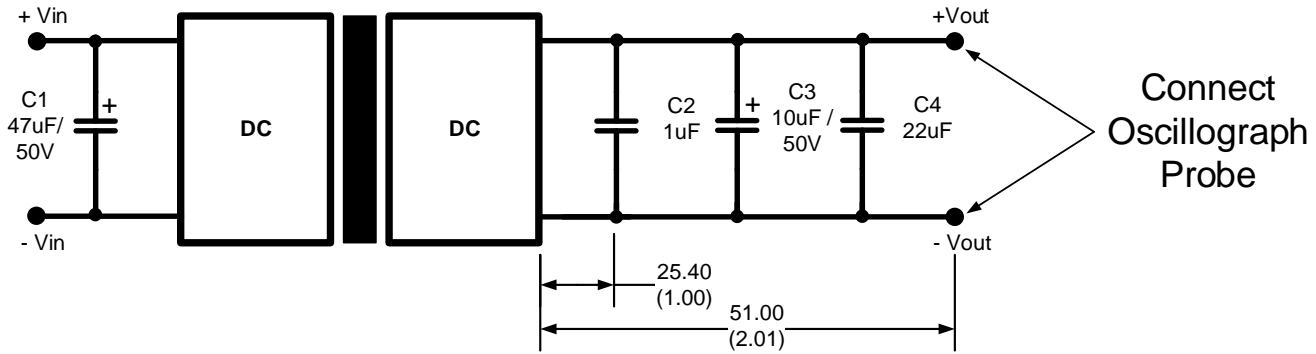 + Vin
C1
47uF/
50V
+
- Vin
DC
DC
C2
1uF
+
C3
10uF /
50V
C4
22uF
+Vout
- Vout
Connect
Oscillograph
Probe
25.40
(1.00)
51.00
(2.01)